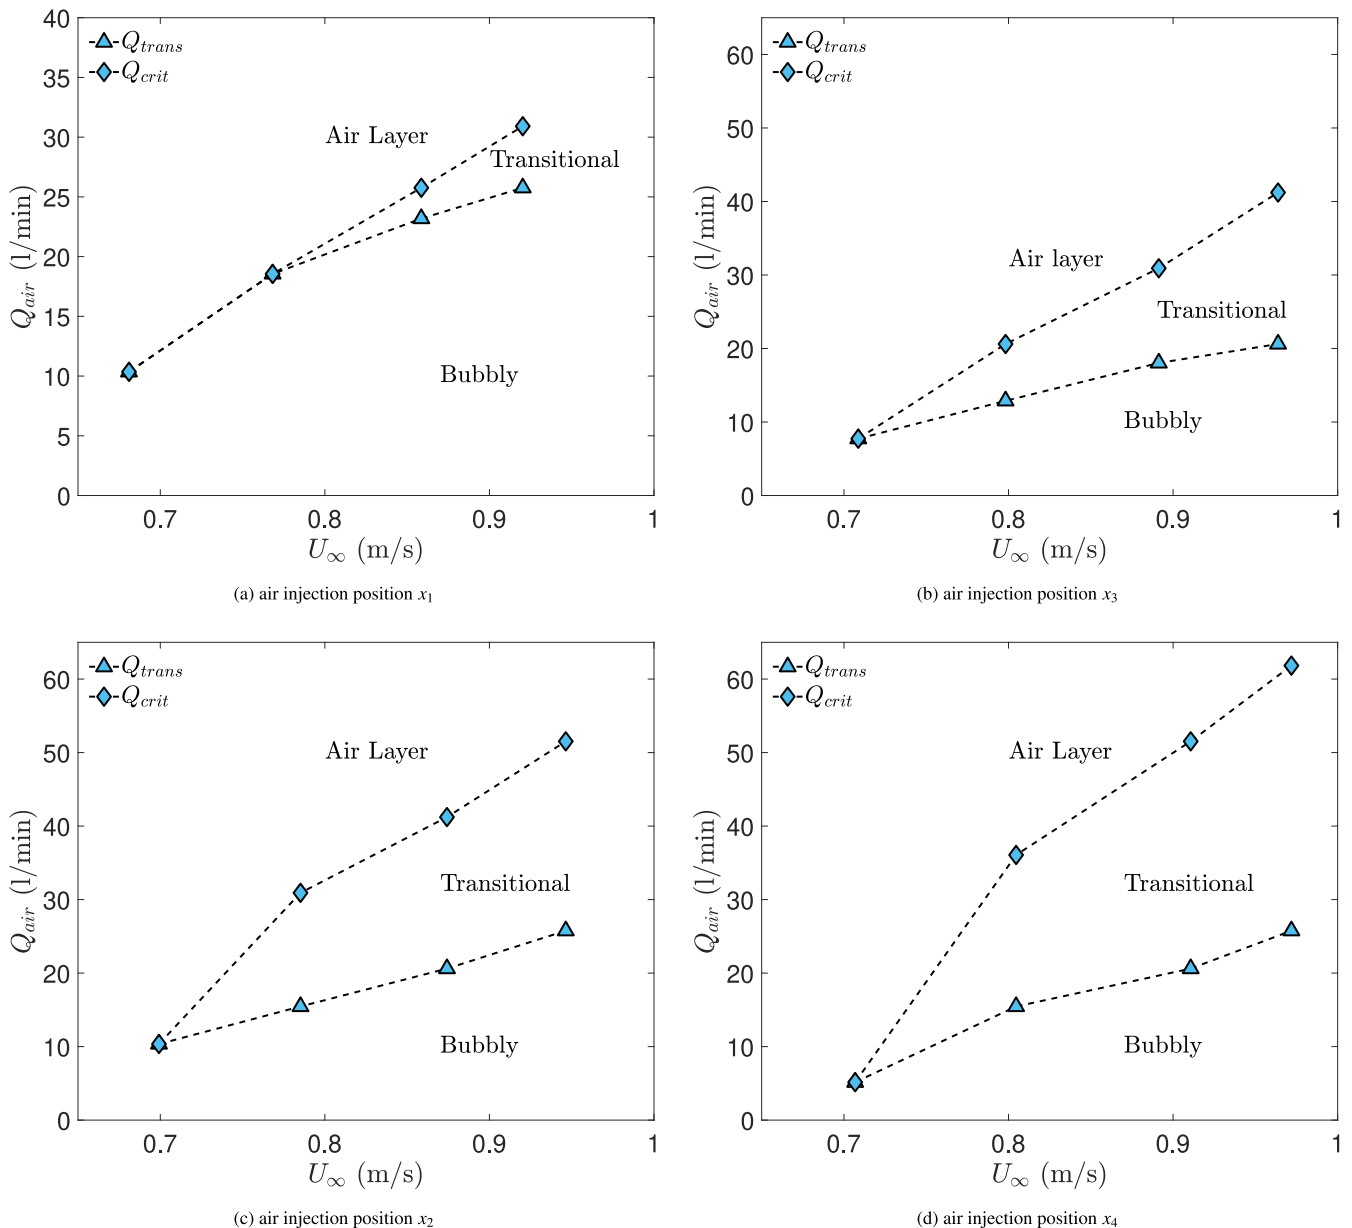 40
35
30
25
20
15
10
5
0
Q_air (l/min)
Q_trans
Q_crit
Air Layer
Transitional
Bubbly
0.7 0.8 0.9 1
U_∞ (m/s)
(a) air injection position x_1
60
50
40
30
20
10
0
Q_air (l/min)
Q_trans
Q_crit
Air layer
Transitional
Bubbly
0.7 0.8 0.9 1
U_∞ (m/s)
(b) air injection position x_3
60
50
40
30
20
10
0
Q_air (l/min)
Q_trans
Q_crit
Air Layer
Transitional
Bubbly
0.7 0.8 0.9 1
U_∞ (m/s)
(c) air injection position x_2
60
50
40
30
20
10
0
Q_air (l/min)
Q_trans
Q_crit
Air Layer
Transitional
Bubbly
0.7 0.8 0.9 1
U_∞ (m/s)
(d) air injection position x_4